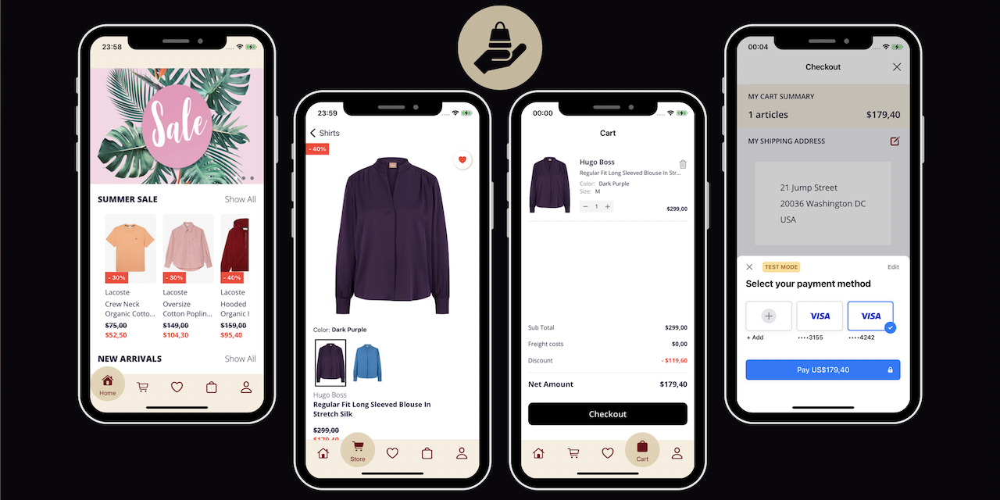 23:58
Sale
SUMMER SALE
Show All
- 30%
- 30%
- 40%
Lacoste
Lacoste
Lacoste
Crew Neck
Organic Cotto...
Oversize
Cotton Poplin...
Hooded
Organic
$75,00
$149,00
$159,00
$52,50
$104,30
$95,40
NEW ARRIVALS
Show All
Home
23:59
Shirts
- 40%
Color: Dark Purple
Hugo Boss
Regular Fit Long Sleeved Blouse In
Stretch Silk
$299,00
$179,40
Store
00:00
Cart
Hugo Boss
Regular Fit Long Sleeved Blouse In Str...
Color: Dark Purple
Size: M
− 1 +
$299,00
Sub Total $299,00
Freight costs $0,00
Discount - $119,60
Net Amount $179,40
Checkout
Cart
00:04
Checkout
MY CART SUMMARY
1 articles $179,40
MY SHIPPING ADDRESS
21 Jump Street
20036 Washington DC
USA
TEST MODE
Edit
Select your payment method
VISA
VISA
+ Add
····3155
····4242
Pay US$179,40